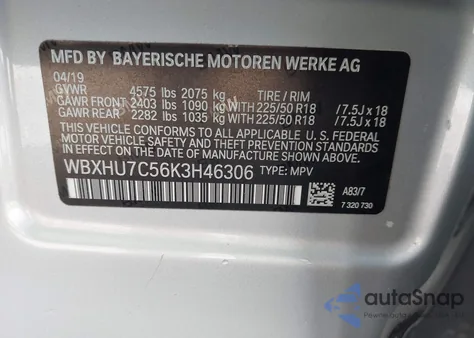 MFD BY BAYERISCHE MOTOREN WERKE AG
04/19
GVWR 4575 lbs 2075 kg TIRE / RIM
GAWR FRONT 2403 lbs 1090 kg WITH 225/50 R18 /7.5J x 18
GAWR REAR 2282 lbs 1035 kg WITH 225/50 R18 /7.5J x 18
THIS VEHICLE CONFORMS TO ALL APPLICABLE U.S. FEDERAL
MOTOR VEHICLE SAFETY, BUMPER, AND THEFT PREVENTION
STANDARDS IN EFFECT ON THE DATE OF MANUFACTURE SHOWN ABOVE.
WBXHU7C56K3H46306 TYPE: MPV
A83/7
7 320 730
autoSnap